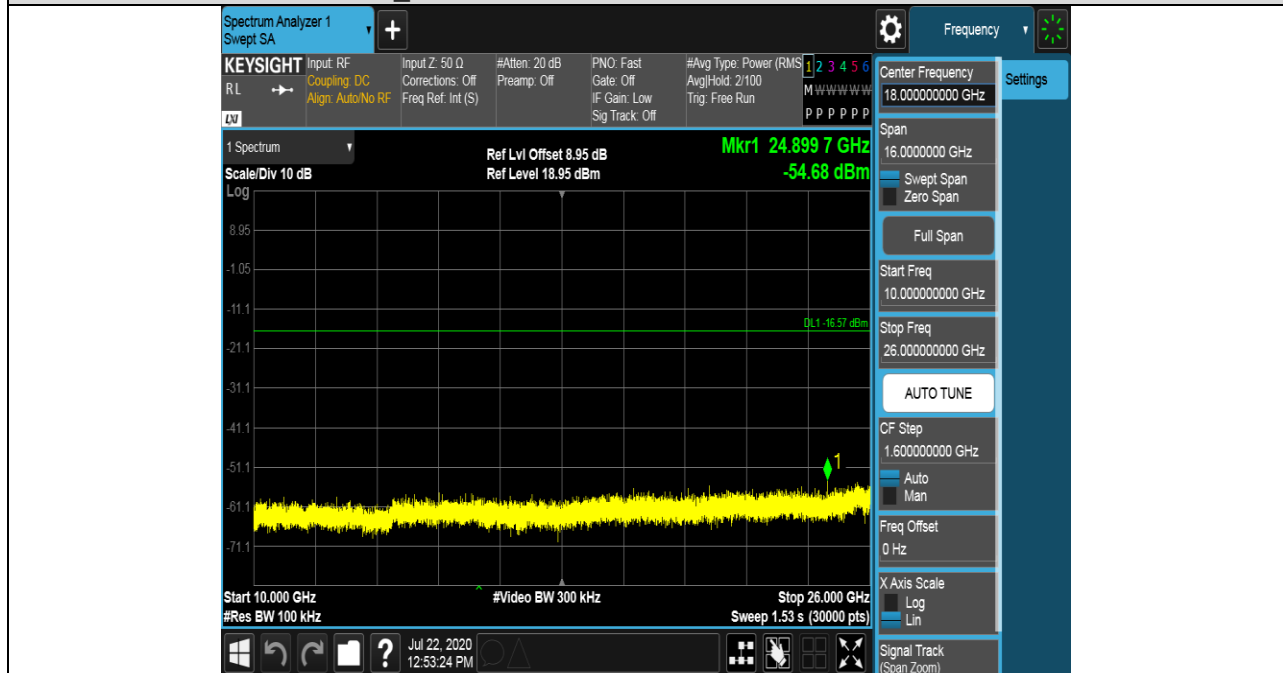 Spectrum Analyzer 1
Swept SA
+
Frequency
KEYSIGHT
RL
LXI
Input: RF
Coupling: DC
Align: Auto/No RF
Input Z: 50 Ω
Corrections: Off
Freq Ref: Int (S)
#Atten: 20 dB
Preamp: Off
PNO: Fast
Gate: Off
IF Gain: Low
Sig Track: Off
#Avg Type: Power (RMS
Avg|Hold: 2/100
Trig: Free Run
1 2 3 4 5 6
M W W W W W
P P P P P P
1 Spectrum
Scale/Div 10 dB
Log
Ref Lvl Offset 8.95 dB
Ref Level 18.95 dBm
Mkr1 24.899 7 GHz
-54.68 dBm
8.95
-1.05
-11.1
DL1 -16.57 dBm
-21.1
-31.1
-41.1
-51.1
1
-61.1
-71.1
Start 10.000 GHz
#Video BW 300 kHz
Stop 26.000 GHz
#Res BW 100 kHz
Sweep 1.53 s (30000 pts)
?
Jul 22, 2020
12:53:24 PM
Center Frequency
18.000000000 GHz
Settings
Span
16.0000000 GHz
Swept Span
Zero Span
Full Span
Start Freq
10.000000000 GHz
Stop Freq
26.000000000 GHz
AUTO TUNE
CF Step
1.600000000 GHz
Auto
Man
Freq Offset
0 Hz
X Axis Scale
Log
Lin
Signal Track
(Span Zoom)